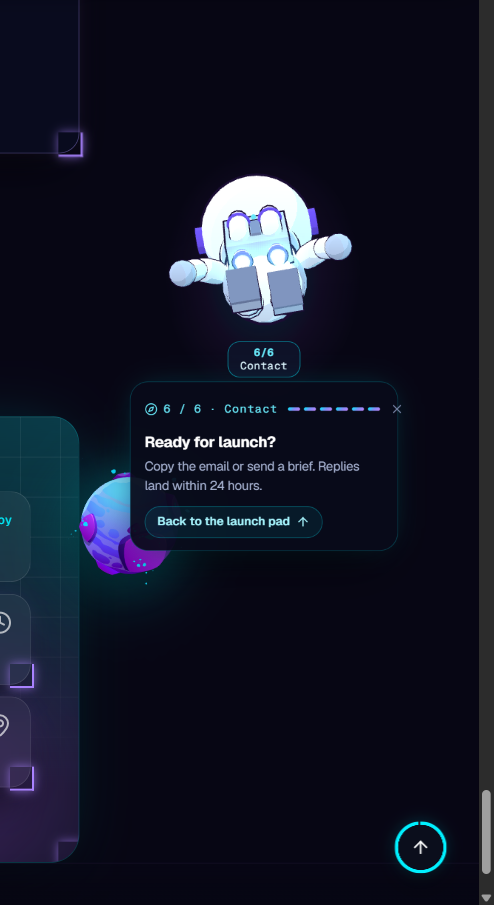 6/6
Contact
6 / 6 · Contact
Ready for launch?
Copy the email or send a brief. Replies
land within 24 hours.
Back to the launch pad ↑